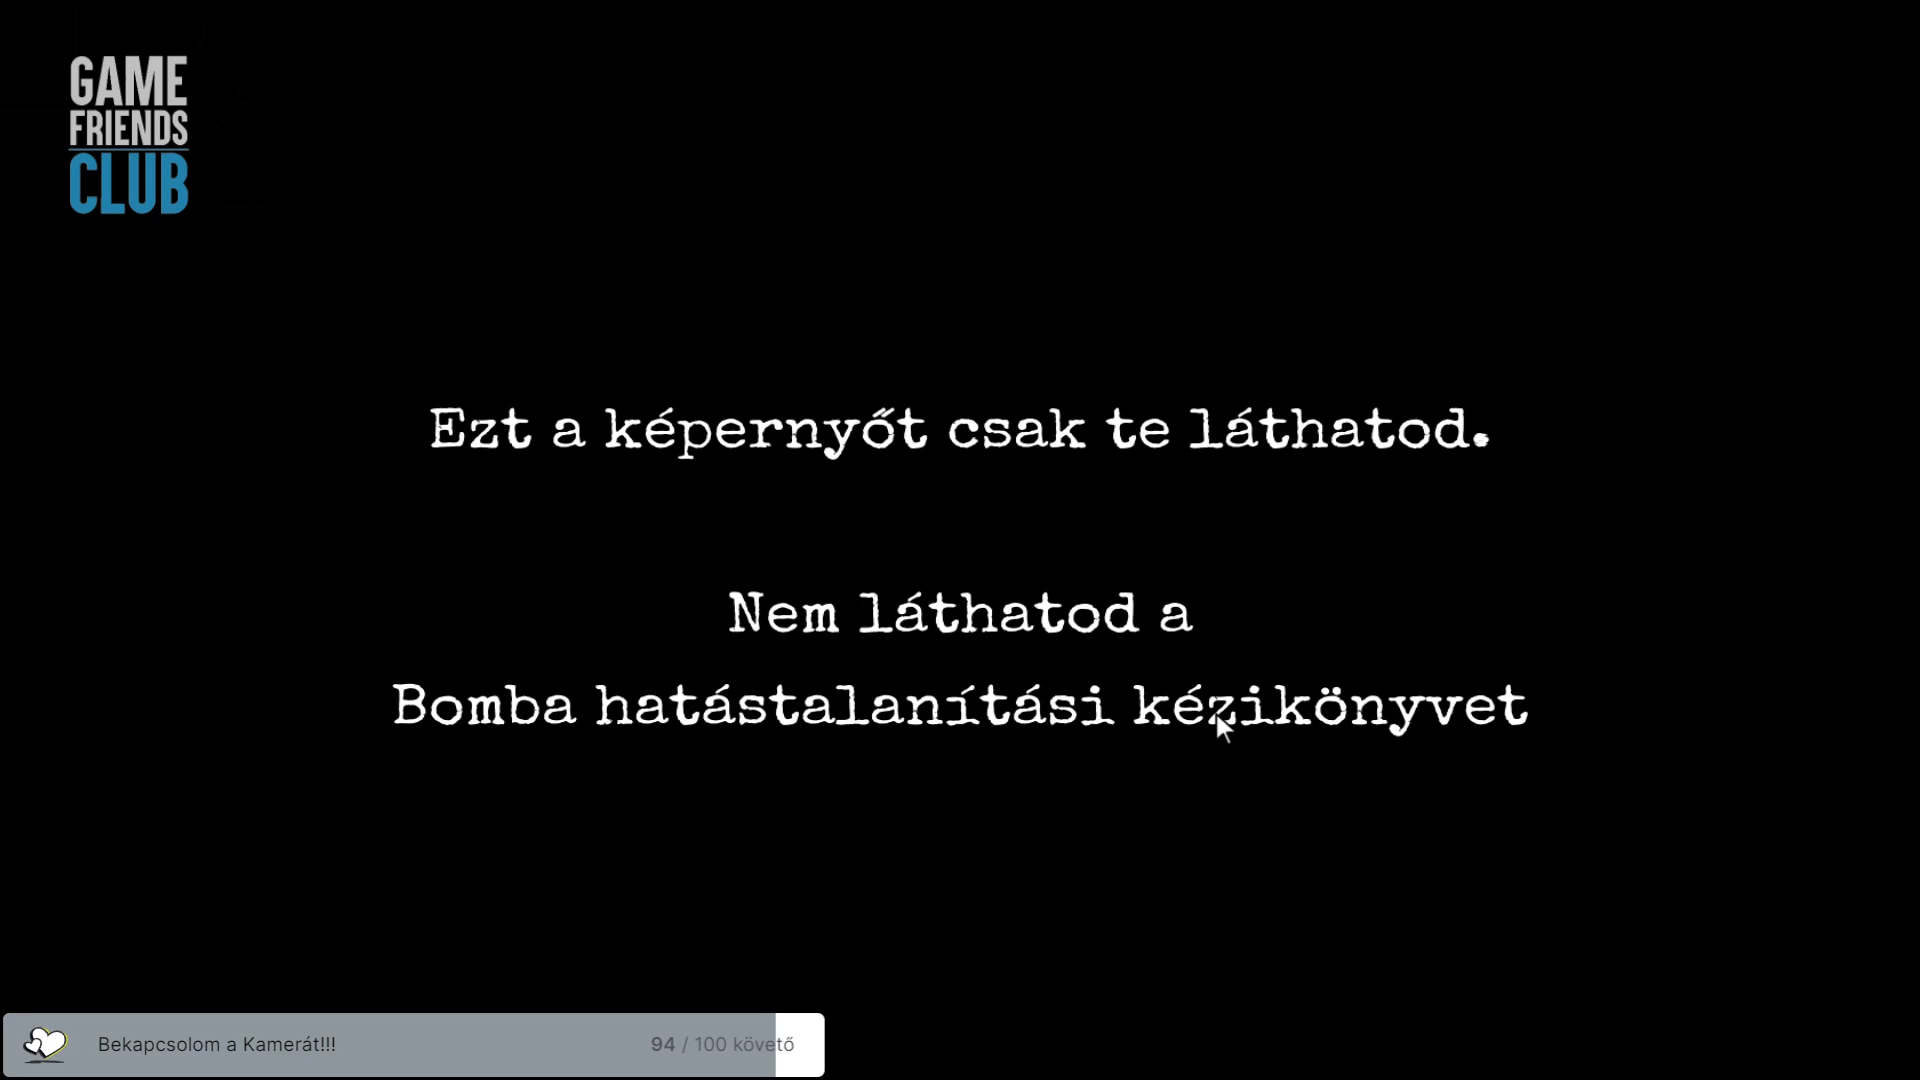 GAME
FRIENDS
CLUB
Ezt a képernyőt csak te láthatod.
Nem láthatod a
Bomba hatástalanítási kézikönyvet
Bekapcsolom a Kamerát!!! 94 / 100 követő